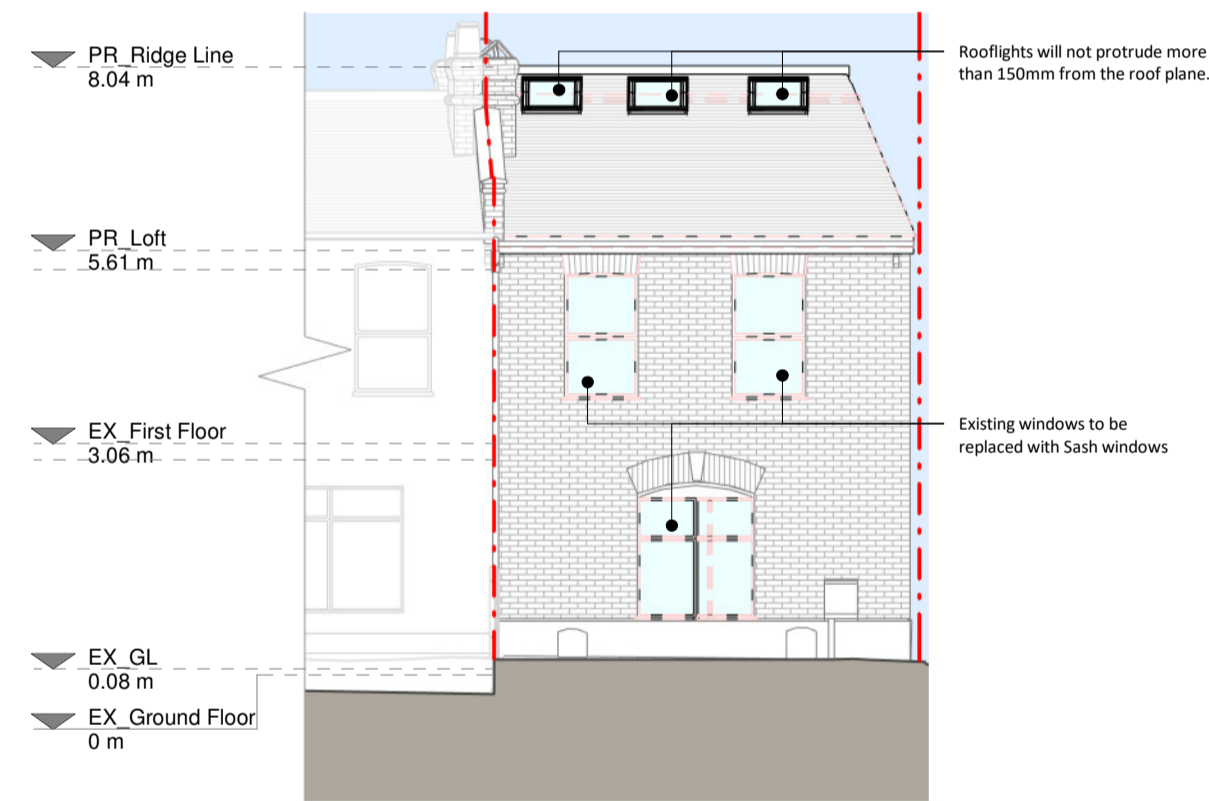 PR_Ridge Line
8.04 m
Rooflights will not protrude more
than 150mm from the roof plane.
PR_Loft
5.61 m
EX_First Floor
3.06 m
Existing windows to be
replaced with Sash windows
EX_GL
0.08 m
EX_Ground Floor
0 m